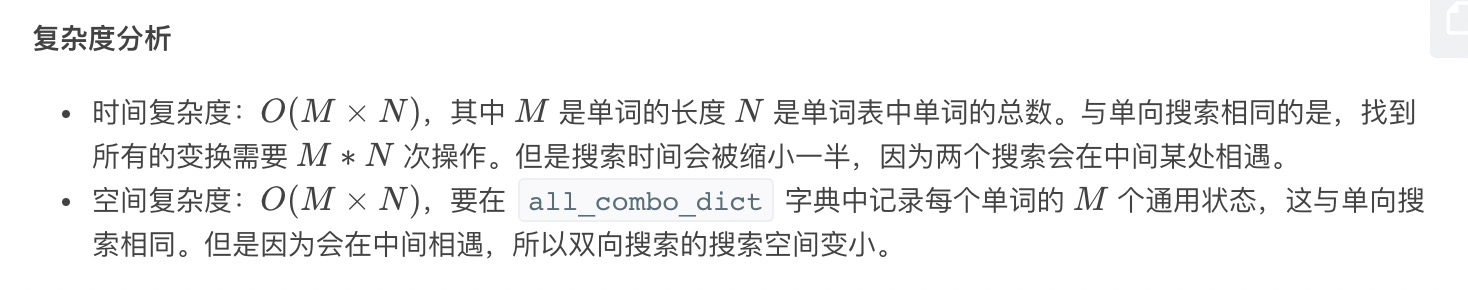 复杂度分析
• 时间复杂度：O(M × N)，其中 M 是单词的长度 N 是单词表中单词的总数。与单向搜索相同的是，找到
所有的变换需要 M ∗ N 次操作。但是搜索时间会被缩小一半，因为两个搜索会在中间某处相遇。
• 空间复杂度：O(M × N)，要在 all_combo_dict 字典中记录每个单词的 M 个通用状态，这与单向搜
索相同。但是因为会在中间相遇，所以双向搜索的搜索空间变小。